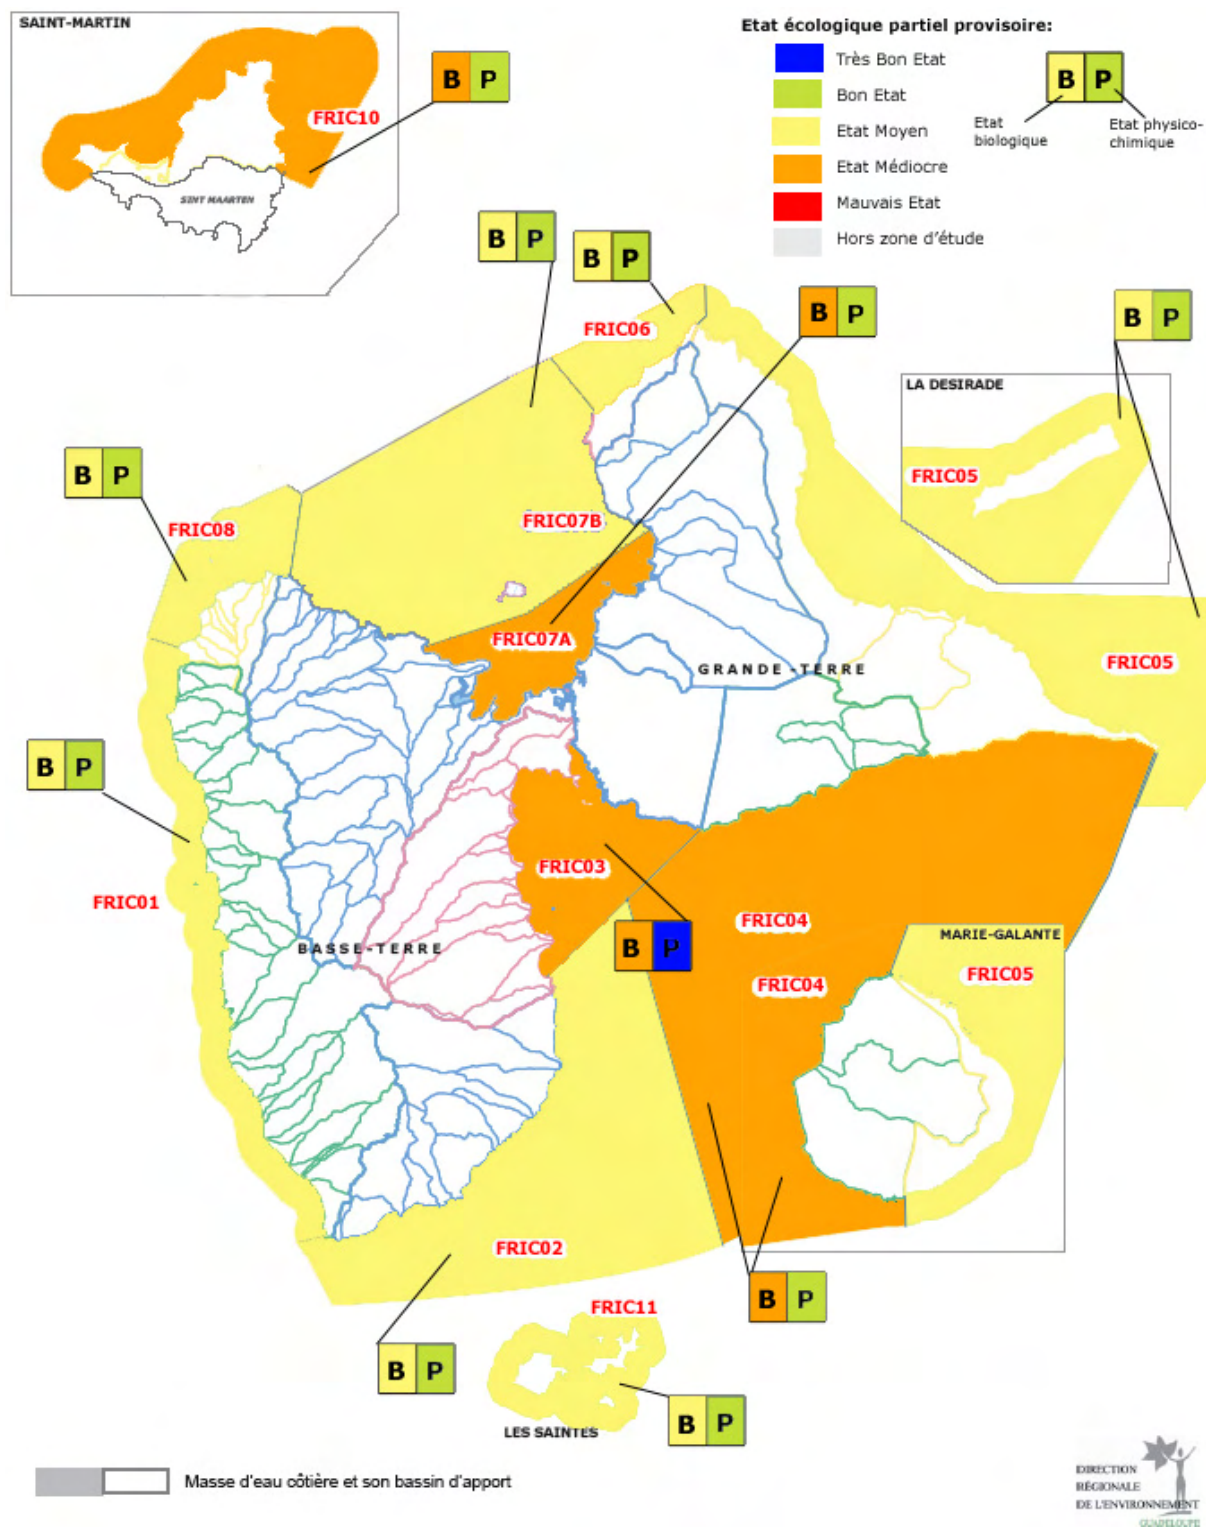 SAINT-MARTIN
B P
FRIC10
SINT MAARTEN
Etat écologique partiel provisoire:
Très Bon Etat
Bon Etat
Etat Moyen
Etat Médiocre
Mauvais Etat
Hors zone d'étude
B P
Etat
biologique
Etat physico-
chimique
B P
B P
FRIC06
B P
B P
LA DESIRADE
FRIC05
B P
FRIC08
FRIC07B
FRIC07A
GRANDE-TERRE
FRIC05
B P
FRIC01
FRIC03
FRIC04
B P
BASSE-TERRE
MARIE-GALANTE
FRIC05
FRIC04
FRIC02
B P
FRIC11
B P
B P
LES SAINTES
Masse d'eau côtière et son bassin d'apport
DIRECTION
RÉGIONALE
DE L'ENVIRONNEMENT
GUADELOUPE